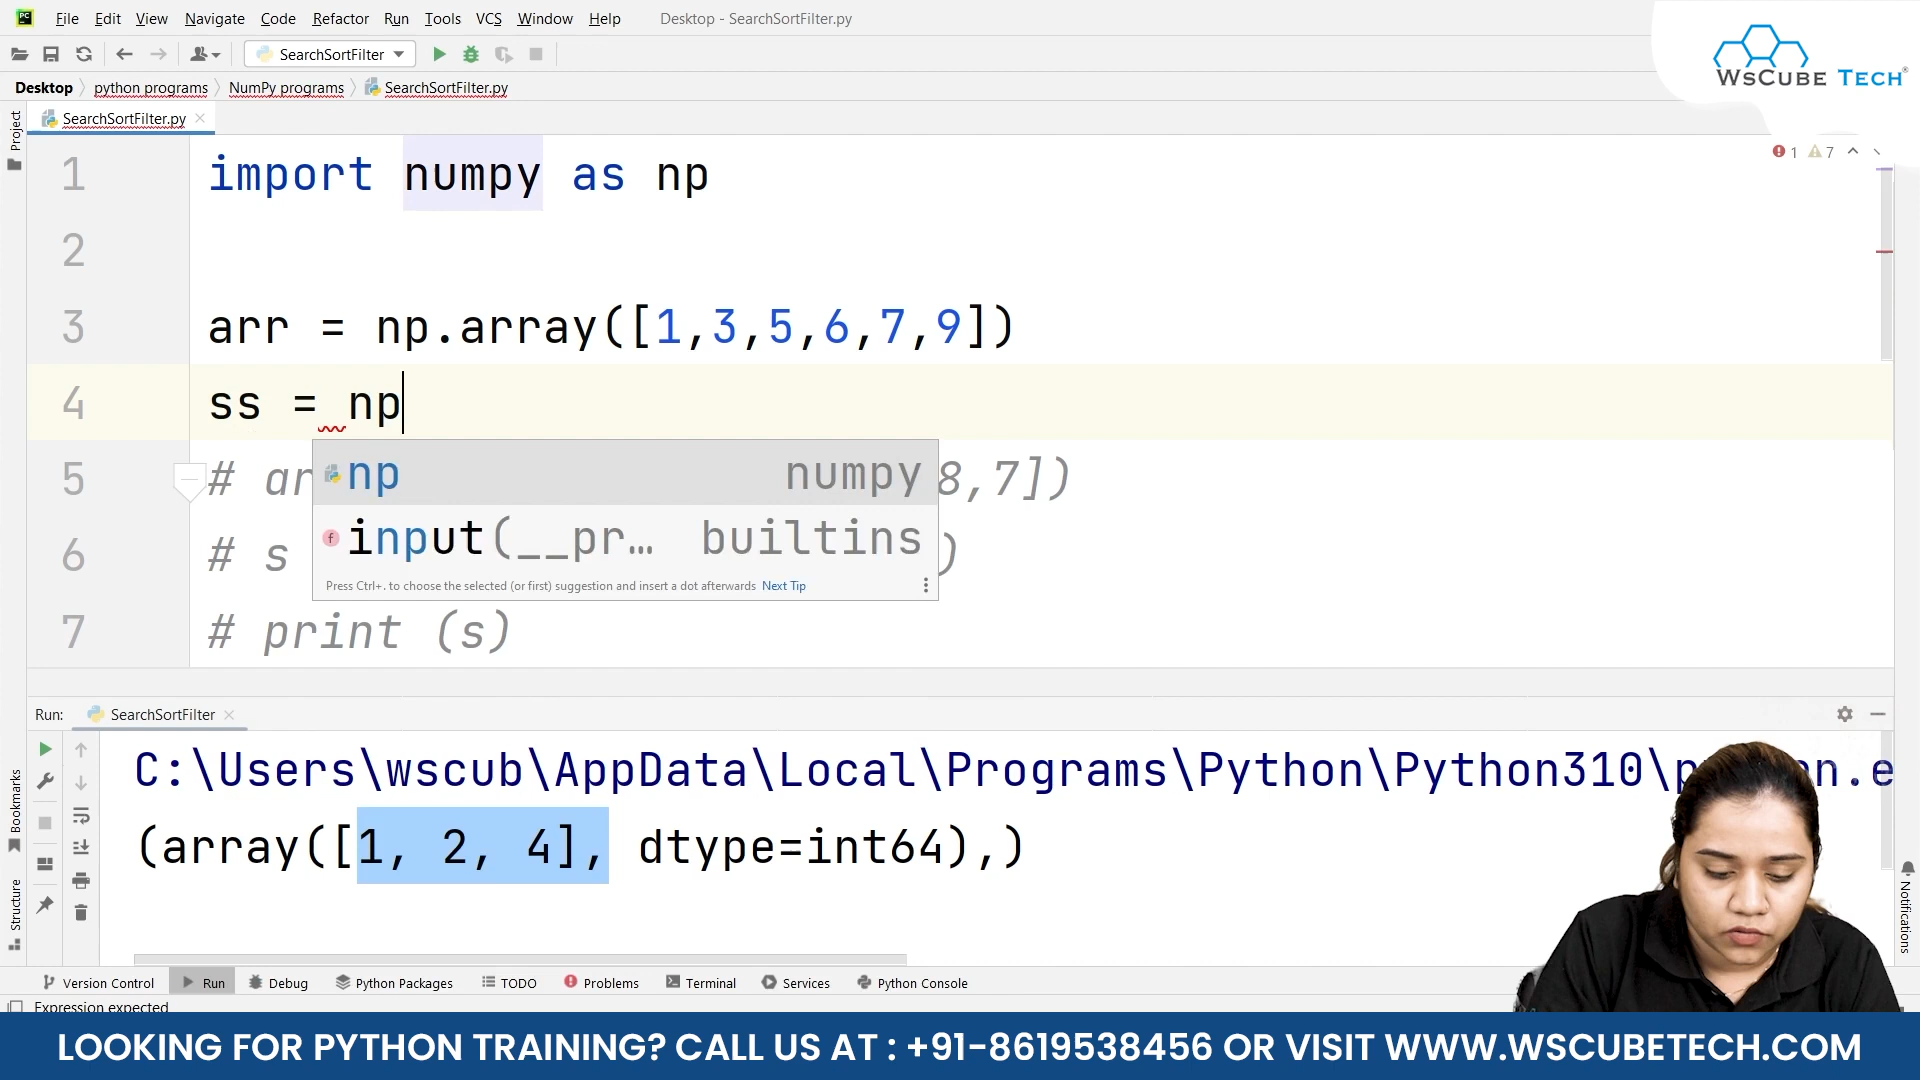 File Edit View Navigate Code Refactor Run Tools VCS Window Help Desktop - SearchSortFilter.py
SearchSortFilter
WsCube Tech
Desktop python programs NumPy programs SearchSortFilter.py
SearchSortFilter.py
Project
1 7
1 import numpy as np
2
3 arr = np.array([1,3,5,6,7,9])
4 ss = np
np numpy
input(__pr… builtins
Press Ctrl+. to choose the selected (or first) suggestion and insert a dot afterwards Next Tip
5 # ar 8,7])
6 # s )
7 # print (s)
Run: SearchSortFilter
C:\Users\wscub\AppData\Local\Programs\Python\Python310\
(array([1, 2, 4], dtype=int64),)
Bookmarks
Structure
Notifications
Version Control Run Debug Python Packages TODO Problems Terminal Services Python Console
Expression expected
LOOKING FOR PYTHON TRAINING? CALL US AT : +91-8619538456 OR VISIT WWW.WSCUBETECH.COM